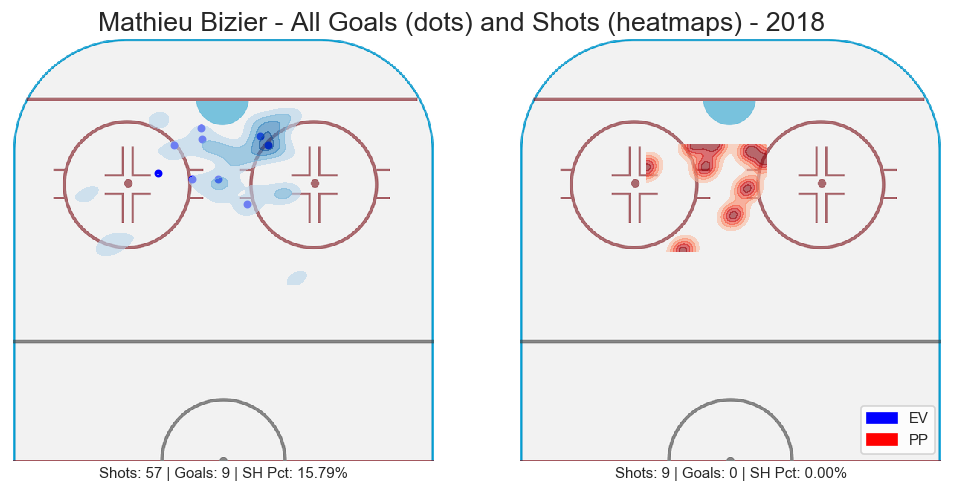 Mathieu Bizier - All Goals (dots) and Shots (heatmaps) - 2018
EV
PP
Shots: 57 | Goals: 9 | SH Pct: 15.79%
Shots: 9 | Goals: 0 | SH Pct: 0.00%